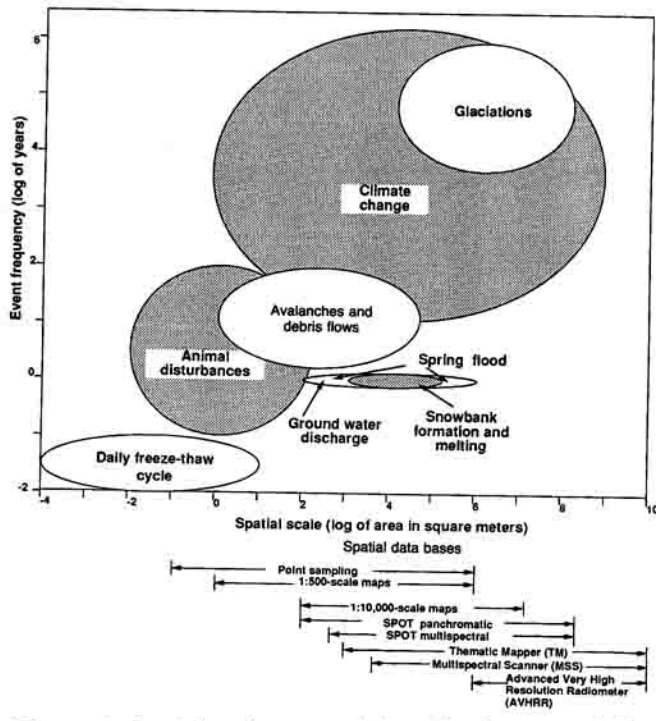 6
Glaciations
Event frequency (log of years)
4
Climate
change
2
Avalanches and
debris flows
Animal
disturbances
Spring flood
0
Ground water
discharge
Snowbank
formation and
melting
Daily freeze-thaw
cycle
-2
-4
-2
0
2
4
6
8
10
Spatial scale (log of area in square meters)
Spatial data bases
Point sampling
1:500-scale maps
1:10,000-scale maps
SPOT panchromatic
SPOT multispectral
Thematic Mapper (TM)
Multispectral Scanner (MSS)
Advanced Very High
Resolution Radiometer
(AVHRR)